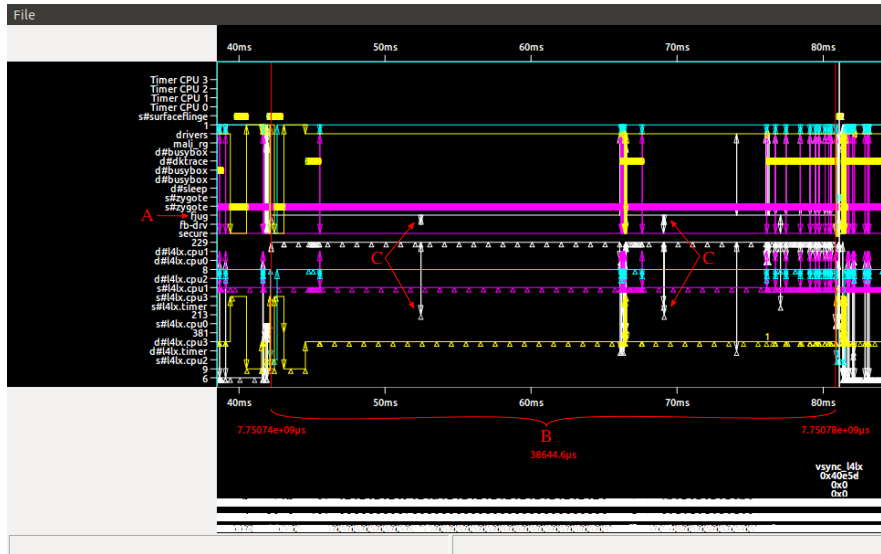 File
40ms 50ms 60ms 70ms 80ms
Timer CPU 3
Timer CPU 2
Timer CPU 1
Timer CPU 0
s#surfaceflinge
1
drivers
mali_rg
d#busybox
d#dktrace
d#busybox
d#busybox
d#sleep
s#zygote
s#zygote
A fjug
fb-drv
secure
229
d#l4lx.cpu1
d#l4lx.cpu0
8
d#l4lx.cpu2
s#l4lx.cpu1
s#l4lx.cpu3
s#l4lx.timer
213
s#l4lx.cpu0
381
d#l4lx.cpu3
d#l4lx.timer
s#l4lx.cpu2
9
6
C C
1
40ms 50ms 60ms 70ms 80ms
7.75074e+09µs B 7.75078e+09µs
38644.6µs
vsync_l4lx
0x40e5d
0x0
0x0